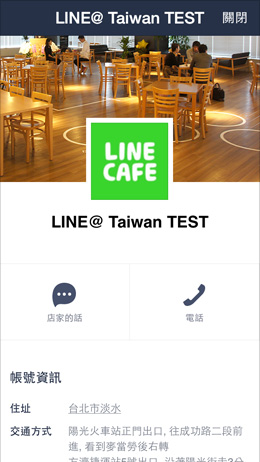 LINE@ Taiwan TEST 關閉
LINE
CAFE
LINE@ Taiwan TEST
店家的話 電話
帳號資訊
住址 台北市淡水
交通方式 陽光火車站正門出口, 往成功路二段前
進, 看到麥當勞後右轉